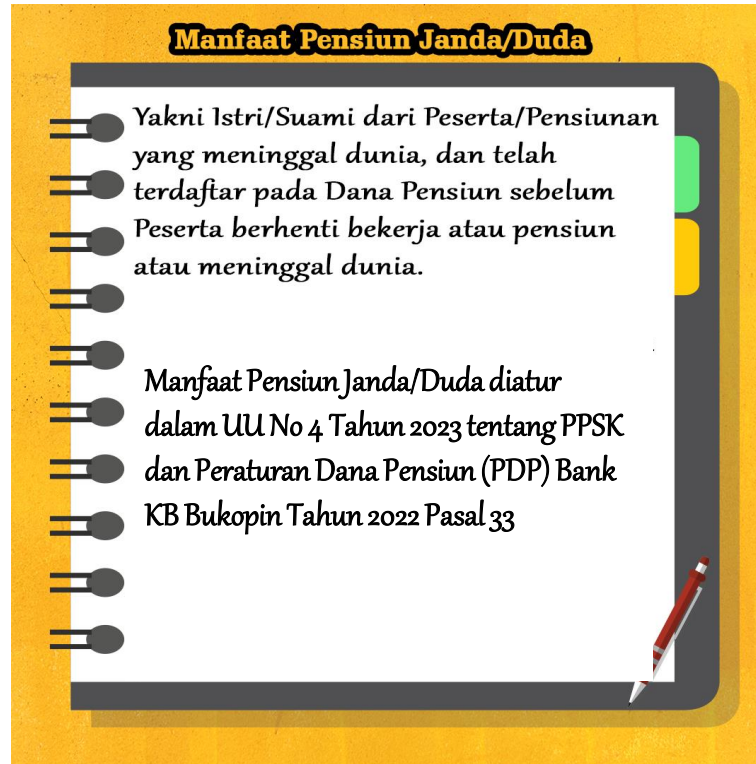 Manfaat Pensiun Janda/Duda
Yakni Istri/Suami dari Peserta/Pensiunan
yang meninggal dunia, dan telah
terdaftar pada Dana Pensiun sebelum
Peserta berhenti bekerja atau pensiun
atau meninggal dunia.
Manfaat Pensiun Janda/Duda diatur
dalam UU No 4 Tahun 2023 tentang PPSK
dan Peraturan Dana Pensiun (PDP) Bank
KB Bukopin Tahun 2022 Pasal 33